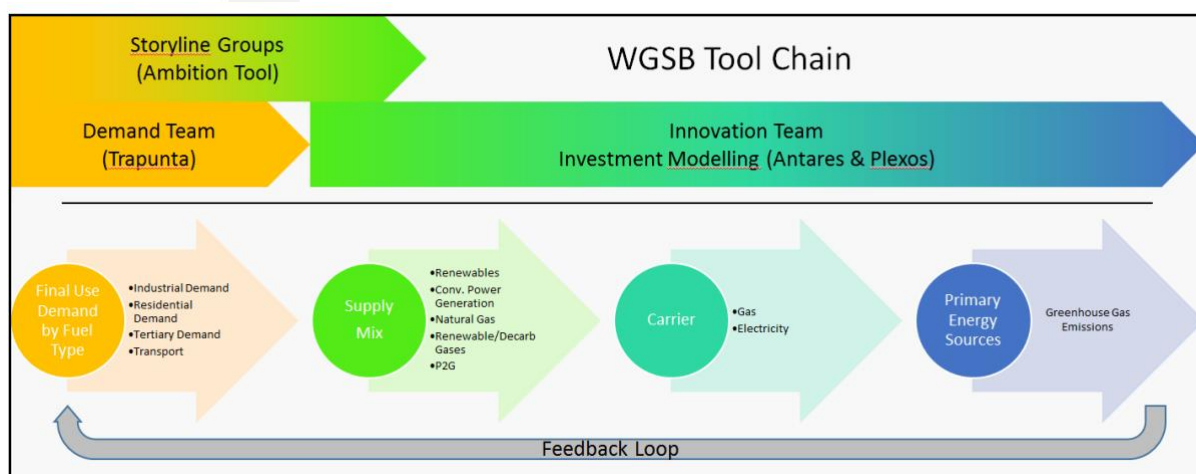 Storyline Groups
(Ambition Tool)
WGSB Tool Chain
Demand Team
(Trapunta)
Innovation Team
Investment Modelling (Antares & Plexos)
Final Use
Demand
by Fuel
Type
•Industrial Demand
•Residential
Demand
•Tertiary Demand
•Transport
Supply
Mix
•Renewables
•Conv. Power
Generation
•Natural Gas
•Renewable/Decarb
Gases
•P2G
Carrier
•Gas
•Electricity
Primary
Energy
Sources
Greenhouse Gas
Emissions
Feedback Loop